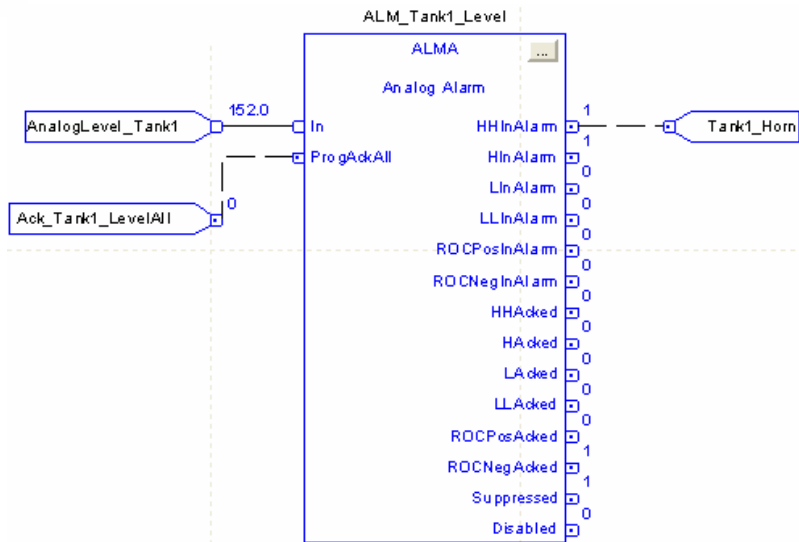 ALM_Tank1_Level
ALMA
...
Analog Alarm
AnalogLevel_Tank1
152.0
In
ProgAckAll
Ack_Tank1_LevelAll
0
1
HHInAlarm
Tank1_Horn
1
HInAlarm
0
LInAlarm
0
LLInAlarm
0
ROCPosInAlarm
0
ROCNegInAlarm
0
HHAcked
0
HAcked
0
LAcked
0
LLAcked
0
ROCPosAcked
1
ROCNegAcked
1
Suppressed
0
Disabled